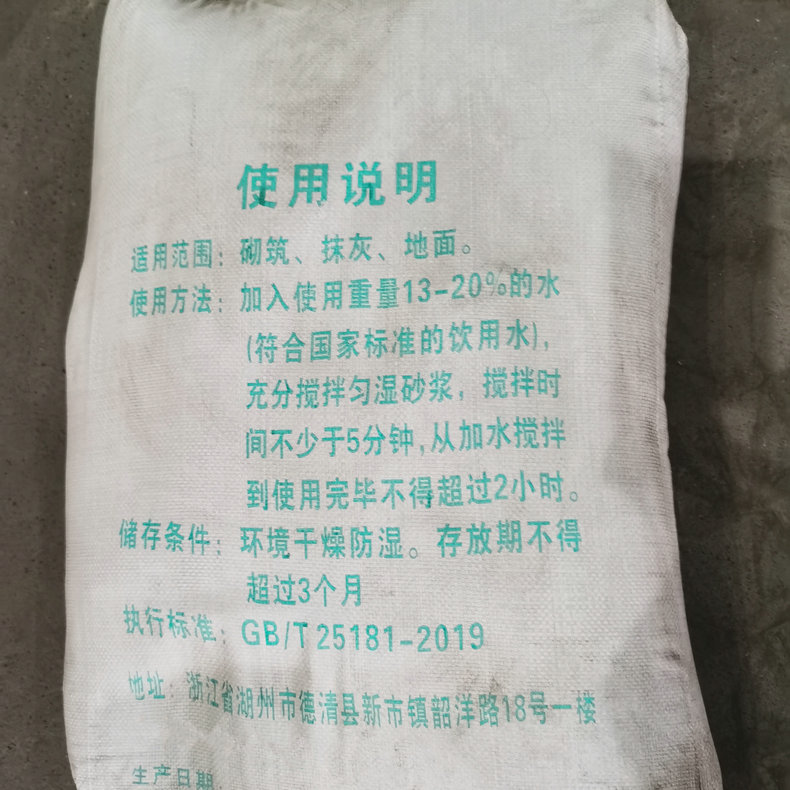 使用说明
适用范围：砌筑、抹灰、地面。
使用方法：加入使用重量13-20%的水
(符合国家标准的饮用水)，
充分搅拌匀湿砂浆，搅拌时
间不少于5分钟，从加水搅拌
到使用完毕不得超过2小时。
储存条件：环境干燥防湿。存放期不得
超过3个月
执行标准：GB/T 25181-2019
地址：浙江省湖州市德清县新市镇韶洋路18号一楼
生产日期